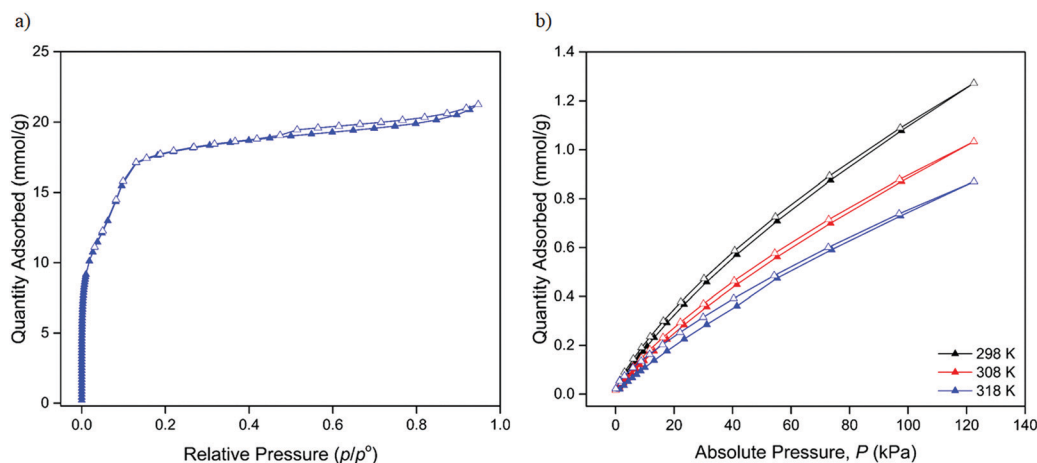 a)
25
20
15
10
5
0
Quantity Adsorbed (mmol/g)
0.0 0.2 0.4 0.6 0.8 1.0
Relative Pressure (p/p°)
b)
1.4
1.2
1.0
0.8
0.6
0.4
0.2
0.0
Quantity Adsorbed (mmol/g)
298 K
308 K
318 K
0 20 40 60 80 100 120 140
Absolute Pressure, P (kPa)